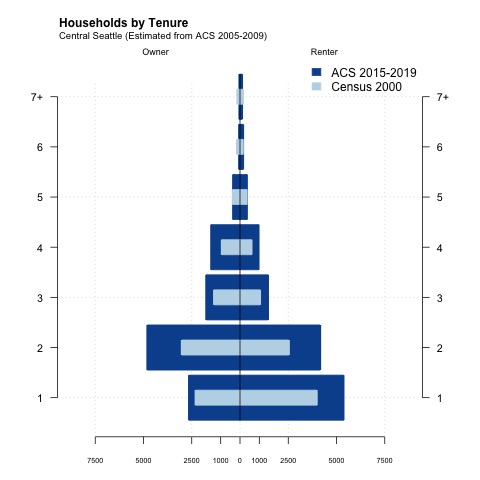 Households by Tenure
Central Seattle (Estimated from ACS 2005-2009)
Owner Renter
ACS 2015-2019
Census 2000
7+ 7+
6 6
5 5
4 4
3 3
2 2
1 1
7500 5000 2500 1000 0 1000 2500 5000 7500